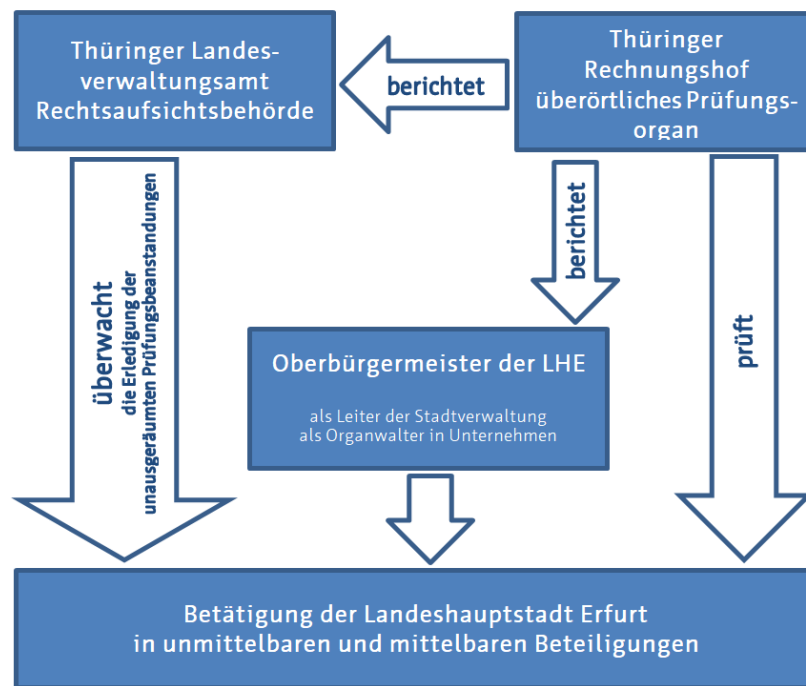 Thüringer Landes-
verwaltungsamt
Rechtsaufsichtsbehörde
berichtet
Thüringer
Rechnungshof
überörtliches Prüfungs-
organ
überwacht
die Erledigung der
unausgeräumten Prüfungsbeanstandungen
berichtet
prüft
Oberbürgermeister der LHE
als Leiter der Stadtverwaltung
als Organwalter in Unternehmen
Betätigung der Landeshauptstadt Erfurt
in unmittelbaren und mittelbaren Beteiligungen